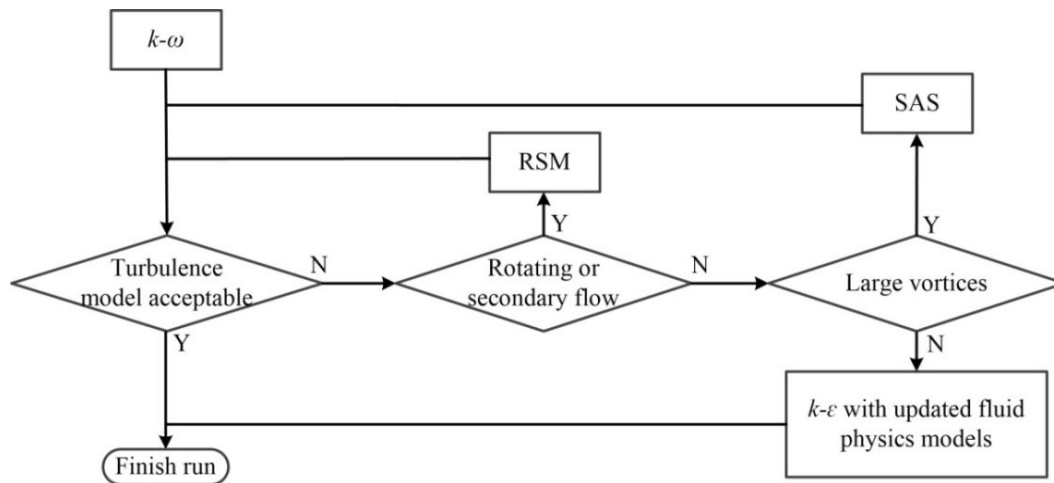 k-ω
SAS
RSM
Y
Y
Turbulence
model acceptable
N
Rotating or
secondary flow
N
Large vortices
Y
N
k-ε with updated fluid
physics models
Finish run